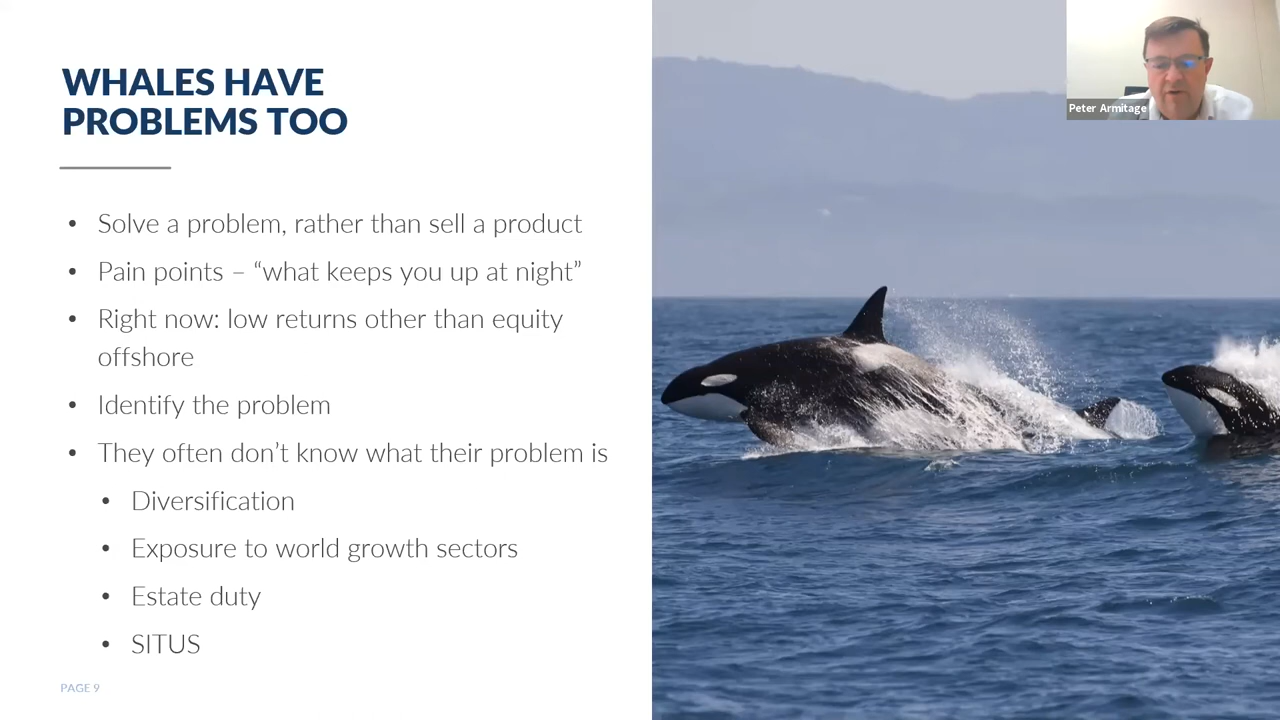 WHALES HAVE
PROBLEMS TOO
• Solve a problem, rather than sell a product
• Pain points – “what keeps you up at night”
• Right now: low returns other than equity
offshore
• Identify the problem
• They often don’t know what their problem is
• Diversification
• Exposure to world growth sectors
• Estate duty
• SITUS
PAGE 9
Peter Armitage